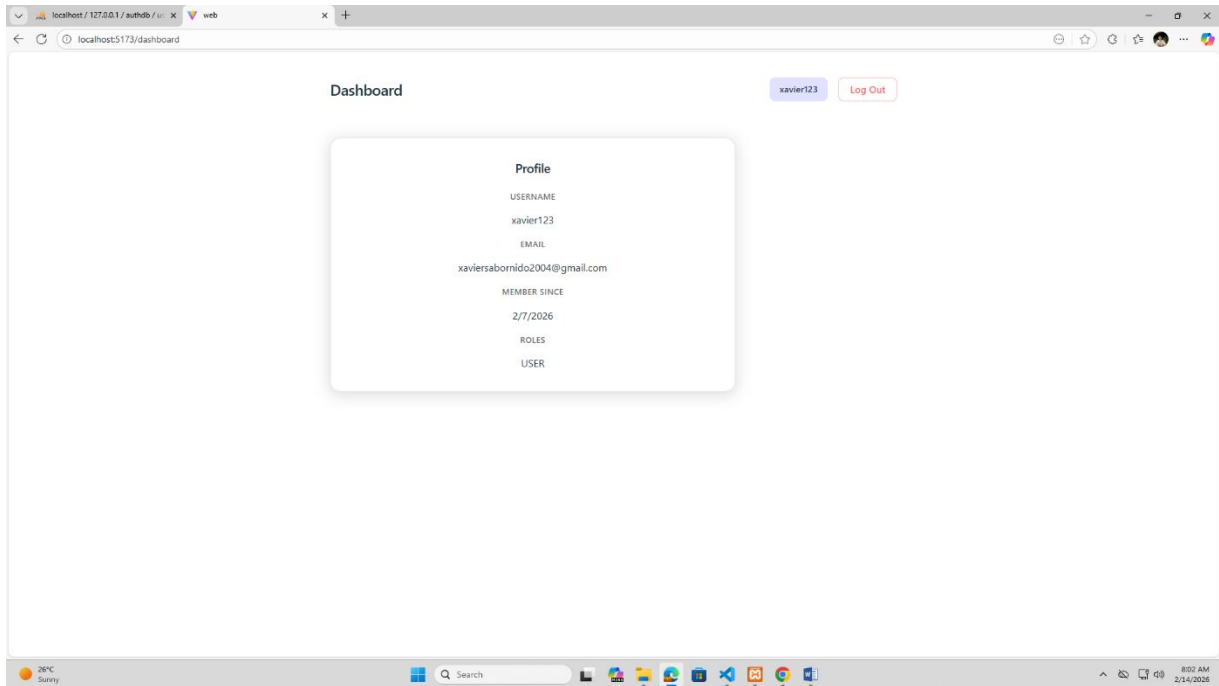 localhost / 127.0.0.1 / authdb / us
web
localhost:5173/dashboard
Dashboard
xavier123
Log Out
Profile
USERNAME
xavier123
EMAIL
xaviersabornido2004@gmail.com
MEMBER SINCE
2/7/2026
ROLES
USER
26°C
Sunny
Search
8:02 AM
2/14/2026